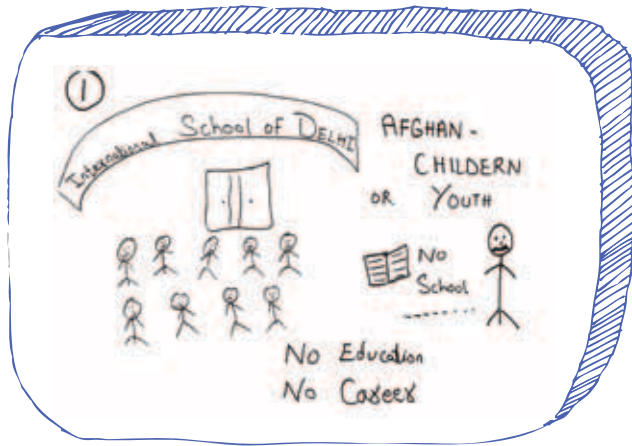 1
International School of DELHI
AFGHAN -
CHILDERN
OR YOUTH
No
School
No Education
No Career